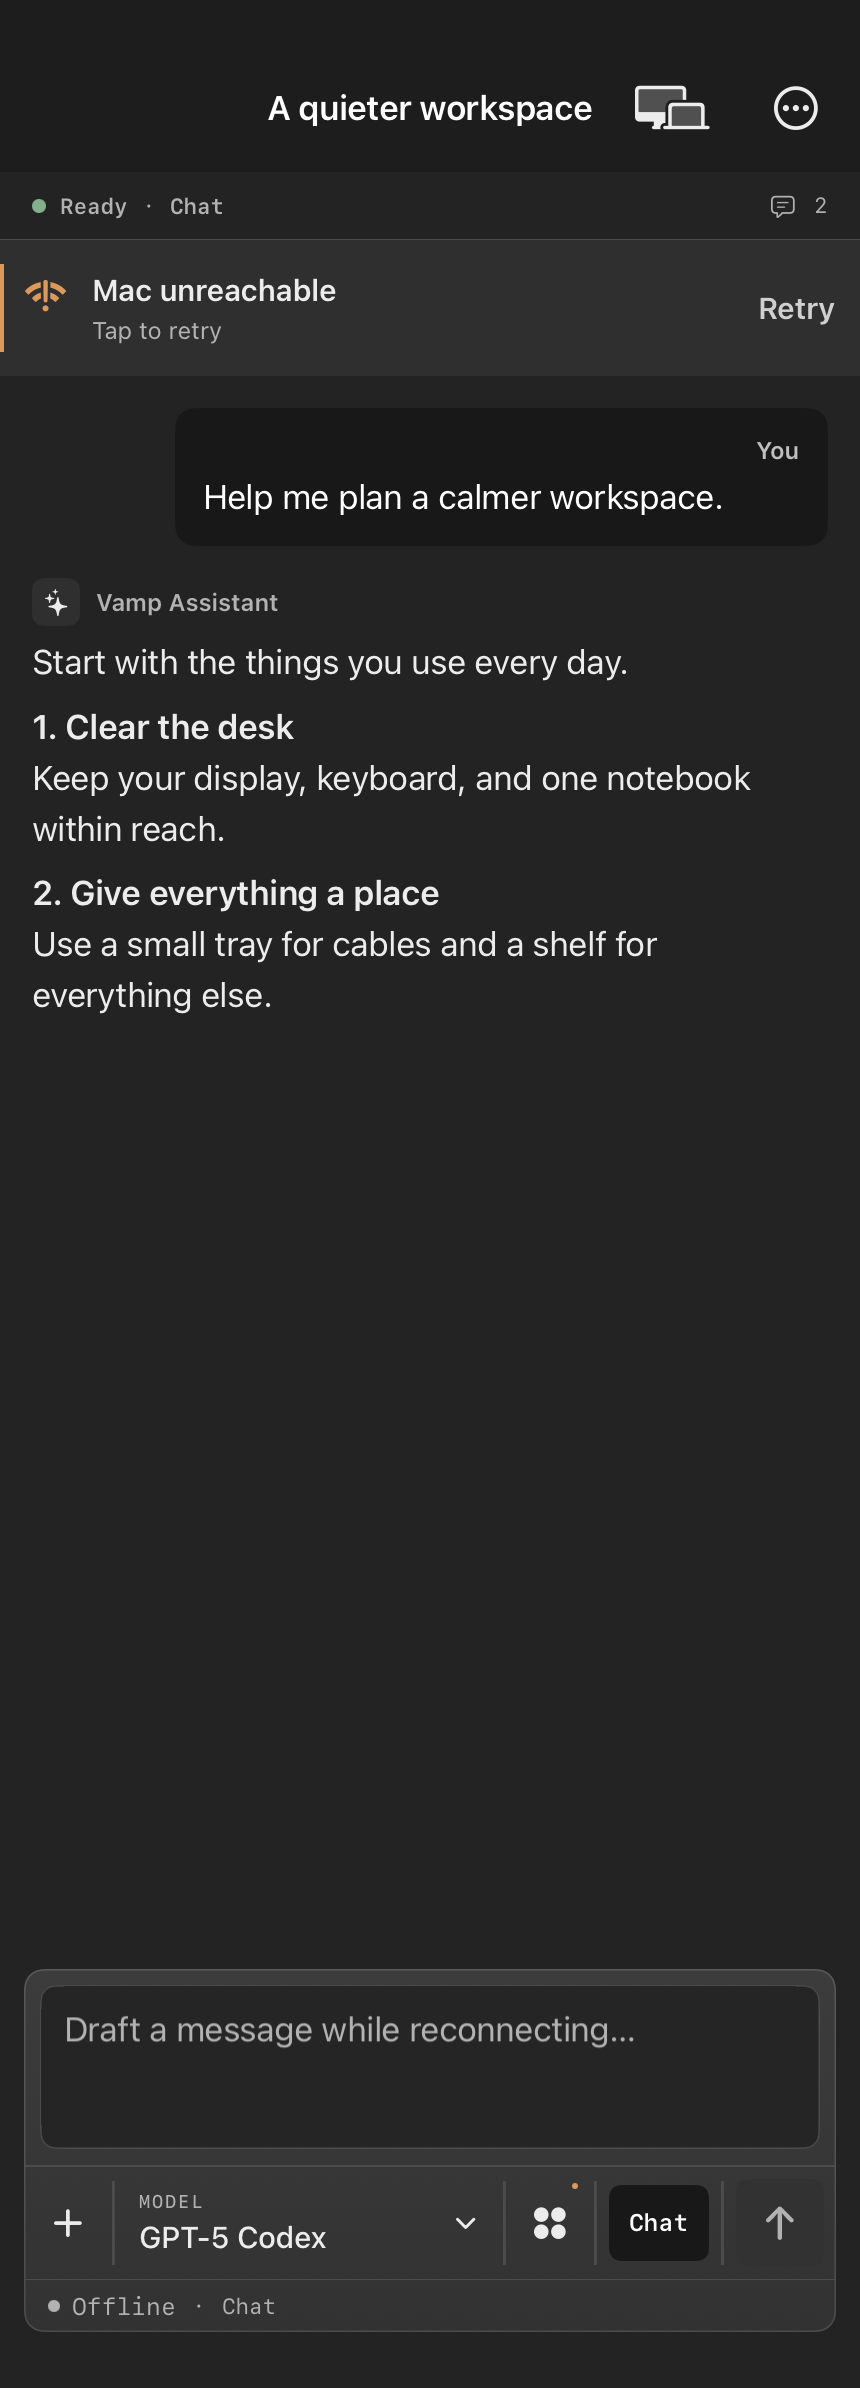 A quieter workspace
Ready · Chat
2
Mac unreachable
Tap to retry
Retry
You
Help me plan a calmer workspace.
Vamp Assistant
Start with the things you use every day.
1. Clear the desk
Keep your display, keyboard, and one notebook
within reach.
2. Give everything a place
Use a small tray for cables and a shelf for
everything else.
Draft a message while reconnecting...
MODEL
GPT-5 Codex
Chat
Offline · Chat